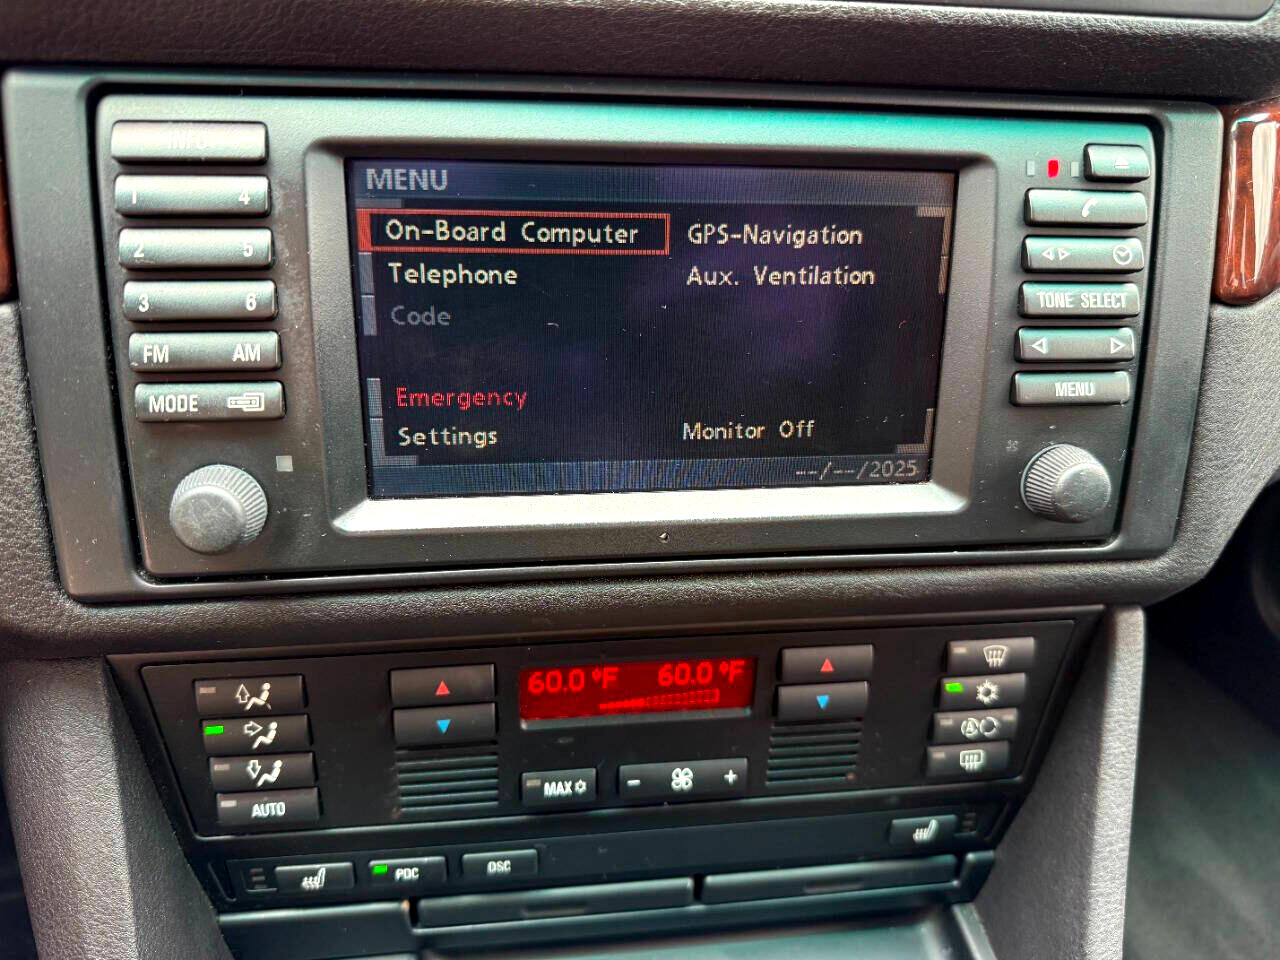 INFO
1 4
2 5
3 6
FM AM
MODE
MENU
On-Board Computer
GPS-Navigation
Telephone
Aux. Ventilation
Code
Emergency
Settings
Monitor Off
--/--/2025
TONE SELECT
MENU
60.0 °F 60.0 °F
AUTO
MAX
- +
A
PDC
DSC